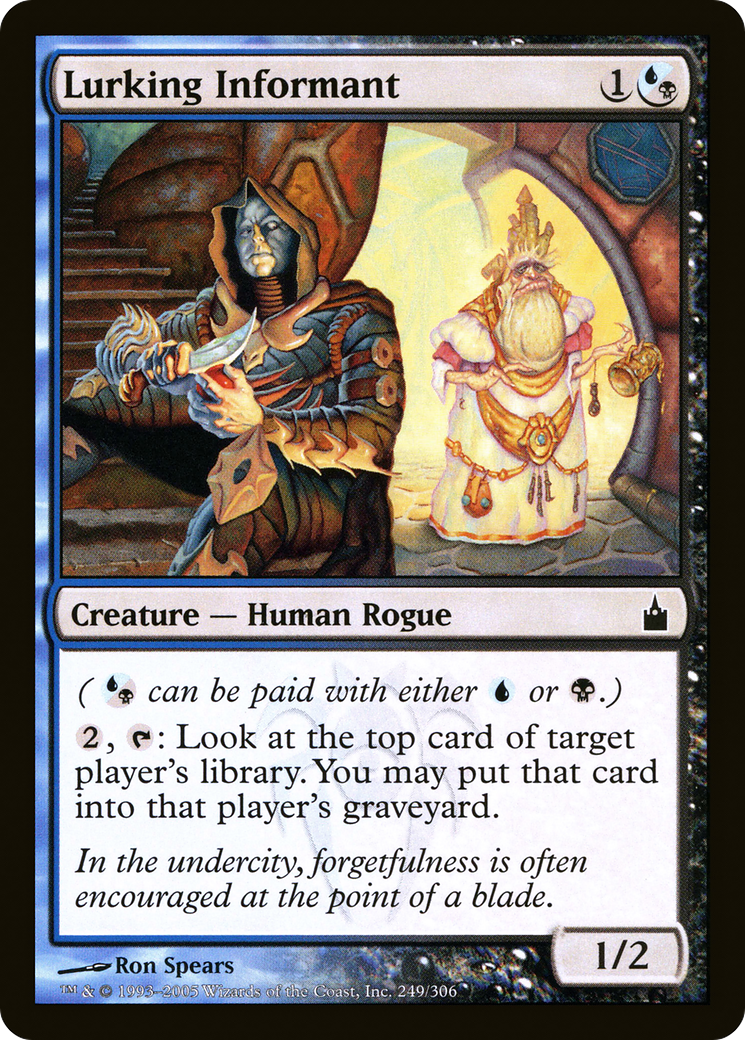 Lurking Informant 1
Creature — Human Rogue
( can be paid with either or .)
2, : Look at the top card of target
player's library. You may put that card
into that player's graveyard.
In the undercity, forgetfulness is often
encouraged at the point of a blade.
1/2
Ron Spears
™ & © 1993–2005 Wizards of the Coast, Inc. 249/306